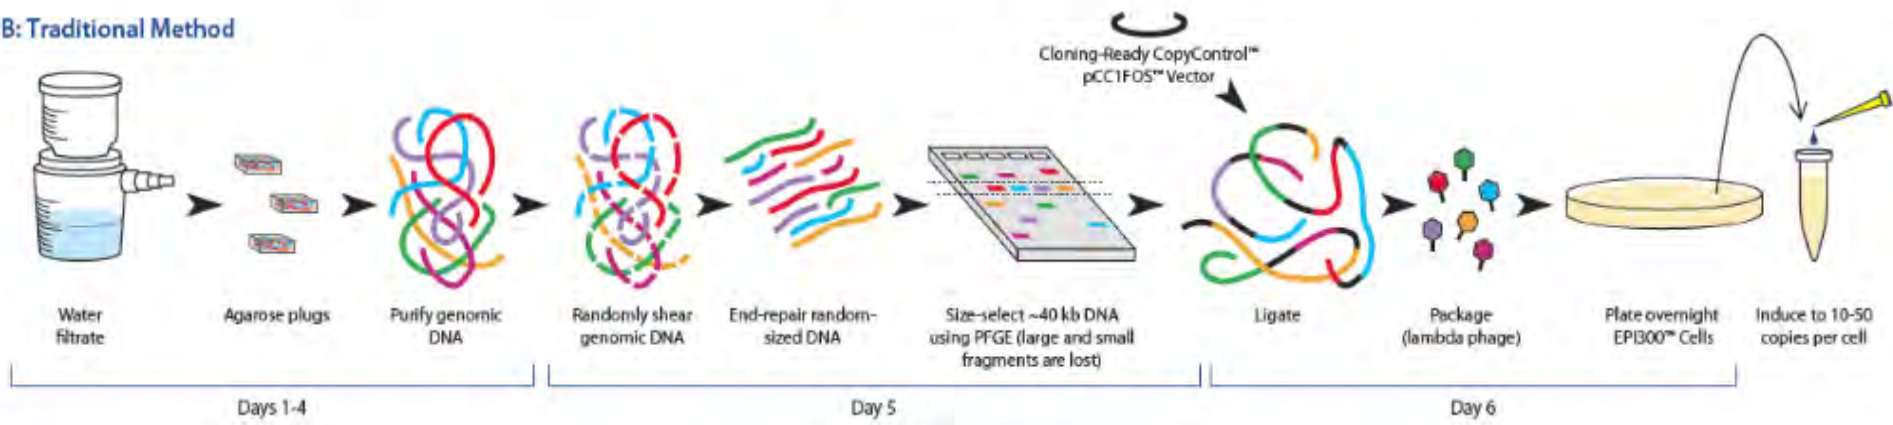 B: Traditional Method
Cloning-Ready CopyControl™
pCC1FOS™ Vector
Water
filtrate
Agarose plugs
Purify genomic
DNA
Randomly shear
genomic DNA
End-repair random-
sized DNA
Size-select ~40 kb DNA
using PFGE (large and small
fragments are lost)
Ligate
Package
(lambda phage)
Plate overnight
EPI300™ Cells
Induce to 10-50
copies per cell
Days 1-4
Day 5
Day 6